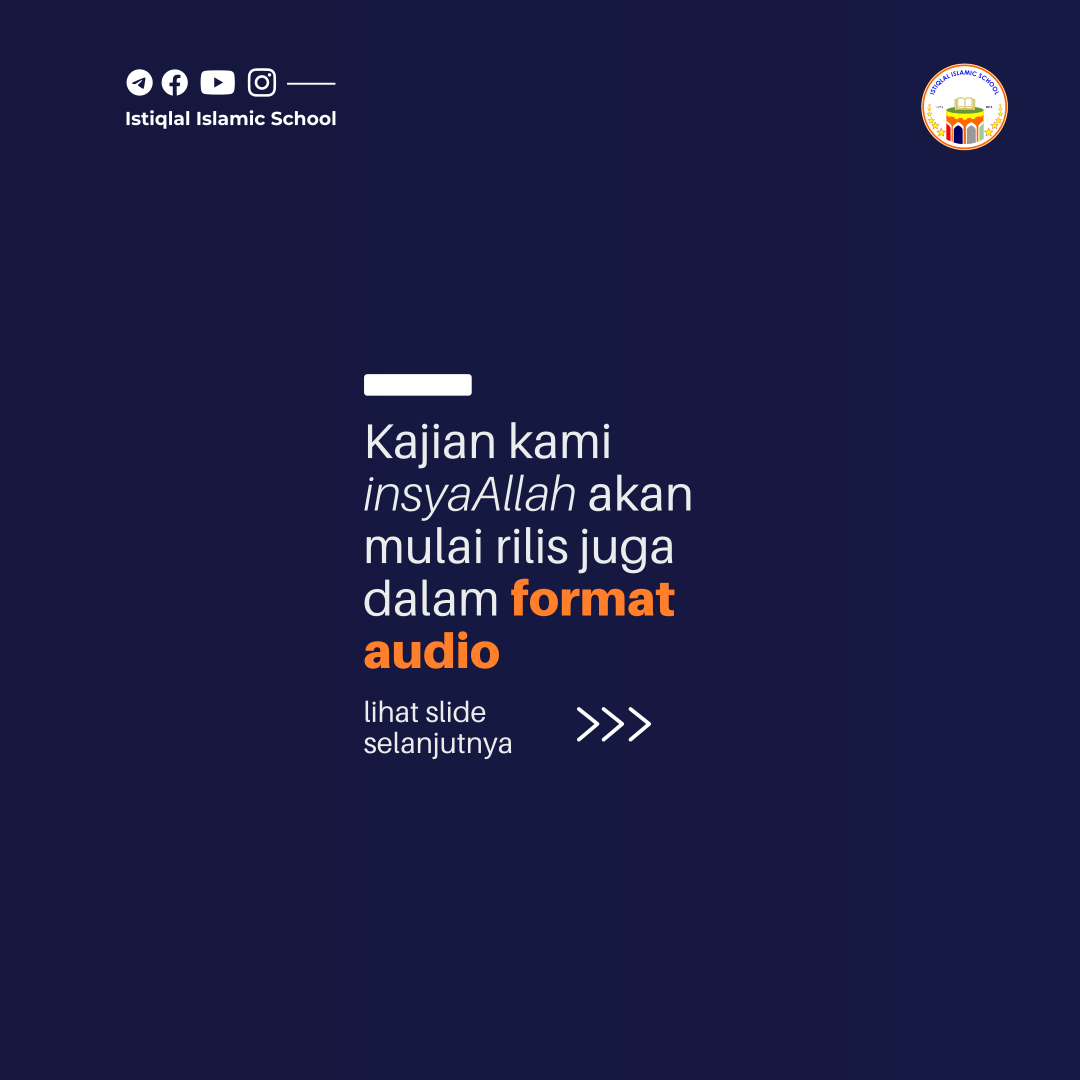 Istiqlal Islamic School
ISTIQLAL ISLAMIC SCHOOL
Kajian kami
insyaAllah akan
mulai rilis juga
dalam format
audio
lihat slide
selanjutnya